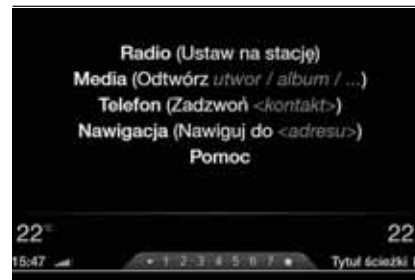 Radio (Ustaw na stację)
Media (Odtwórz utwor / album / ...)
Telefon (Zadzwoń <kontakt>)
Nawigacja (Nawiguj do <adresu>)
Pomoc
22° 22
15:47 1 2 3 4 5 6 7 Tytuł ścieżki